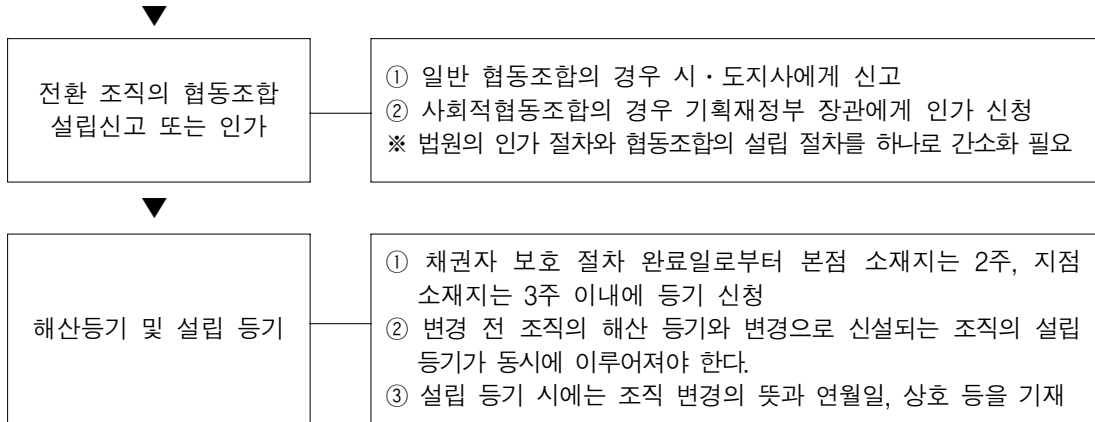 ▼
전환 조직의 협동조합
설립신고 또는 인가
① 일반 협동조합의 경우 시・도지사에게 신고
② 사회적협동조합의 경우 기획재정부 장관에게 인가 신청
※ 법원의 인가 절차와 협동조합의 설립 절차를 하나로 간소화 필요
▼
해산등기 및 설립 등기
① 채권자 보호 절차 완료일로부터 본점 소재지는 2주, 지점
소재지는 3주 이내에 등기 신청
② 변경 전 조직의 해산 등기와 변경으로 신설되는 조직의 설립
등기가 동시에 이루어져야 한다.
③ 설립 등기 시에는 조직 변경의 뜻과 연월일, 상호 등을 기재